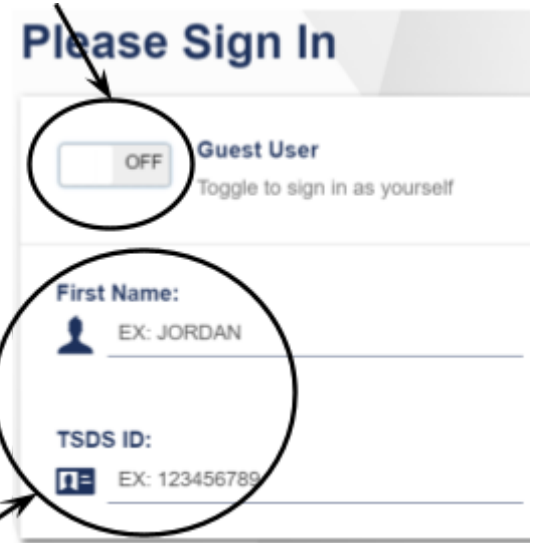 Please Sign In
OFF
Guest User
Toggle to sign in as yourself
First Name:
EX: JORDAN
TSDS ID:
EX: 123456789